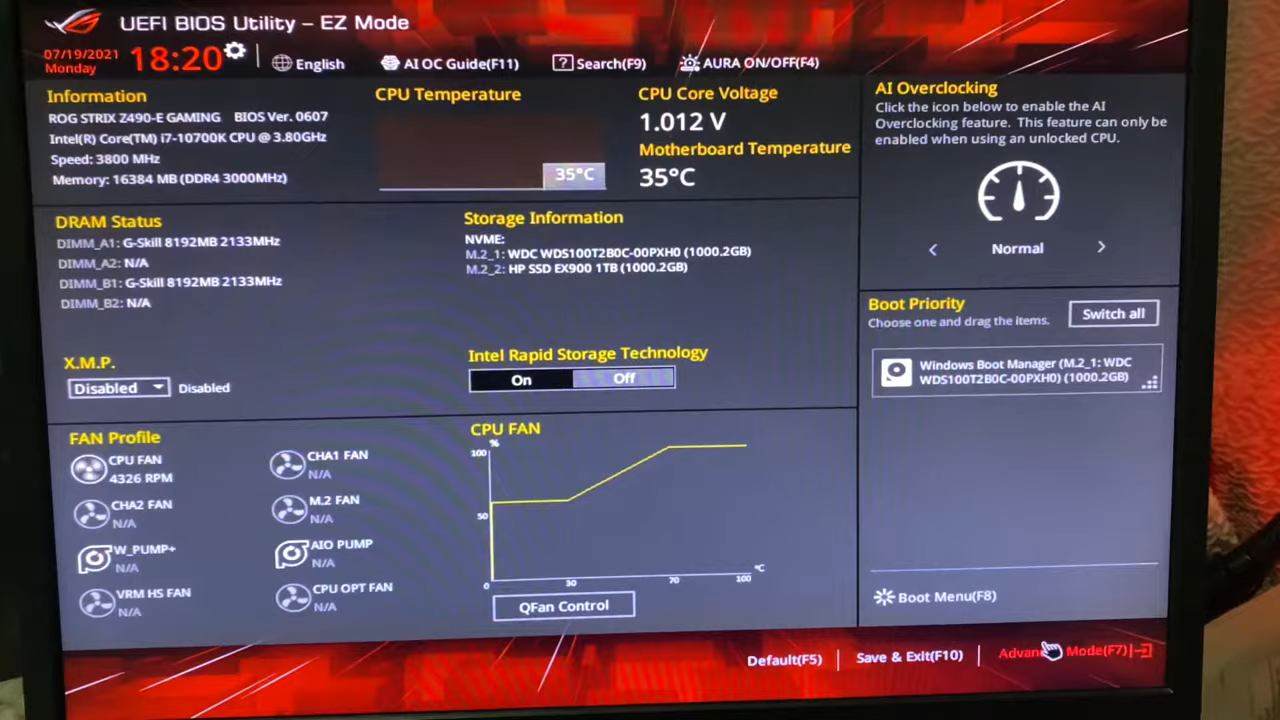 UEFI BIOS Utility – EZ Mode
07/19/2021
Monday
18:20
English
AI OC Guide(F11)
? Search(F9)
AURA ON/OFF(F4)
Information
ROG STRIX Z490-E GAMING BIOS Ver. 0607
Intel(R) Core(TM) i7-10700K CPU @ 3.80GHz
Speed: 3800 MHz
Memory: 16384 MB (DDR4 3000MHz)
CPU Temperature
35°C
CPU Core Voltage
1.012 V
Motherboard Temperature
35°C
DRAM Status
DIMM_A1: G-Skill 8192MB 2133MHz
DIMM_A2: N/A
DIMM_B1: G-Skill 8192MB 2133MHz
DIMM_B2: N/A
Storage Information
NVME:
M.2_1: WDC WDS100T2B0C-00PXH0 (1000.2GB)
M.2_2: HP SSD EX900 1TB (1000.2GB)
X.M.P.
Disabled Disabled
Intel Rapid Storage Technology
On Off
FAN Profile
CPU FAN
4326 RPM
CHA1 FAN
N/A
CHA2 FAN
N/A
M.2 FAN
N/A
W_PUMP+
N/A
AIO PUMP
N/A
VRM HS FAN
N/A
CPU OPT FAN
N/A
CPU FAN
%
100
50
0 30 70 100
°C
QFan Control
AI Overclocking
Click the icon below to enable the AI
Overclocking feature. This feature can only be
enabled when using an unlocked CPU.
Normal
Boot Priority
Choose one and drag the items.
Switch all
Windows Boot Manager (M.2_1: WDC
WDS100T2B0C-00PXH0) (1000.2GB)
Boot Menu(F8)
Default(F5)
Save & Exit(F10)
Advan Mode(F7)